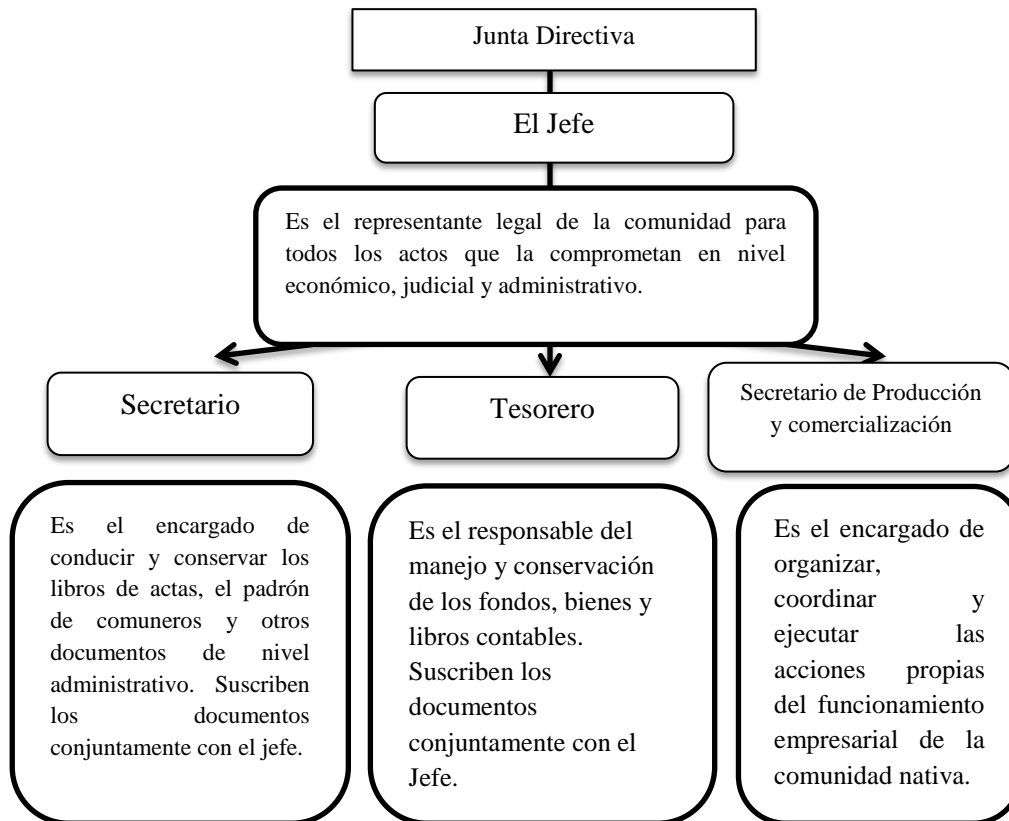 Junta Directiva
El Jefe
Es el representante legal de la comunidad para
todos los actos que la comprometan en nivel
económico, judicial y administrativo.
Secretario
Tesorero
Secretario de Producción
y comercialización
Es el encargado de
conducir y conservar los
libros de actas, el padrón
de comuneros y otros
documentos de nivel
administrativo. Suscriben
los documentos
conjuntamente con el jefe.
Es el responsable del
manejo y conservación
de los fondos, bienes y
libros contables.
Suscriben los
documentos
conjuntamente con el
Jefe.
Es el encargado de
organizar,
coordinar y
ejecutar las
acciones propias
del funcionamiento
empresarial de la
comunidad nativa.